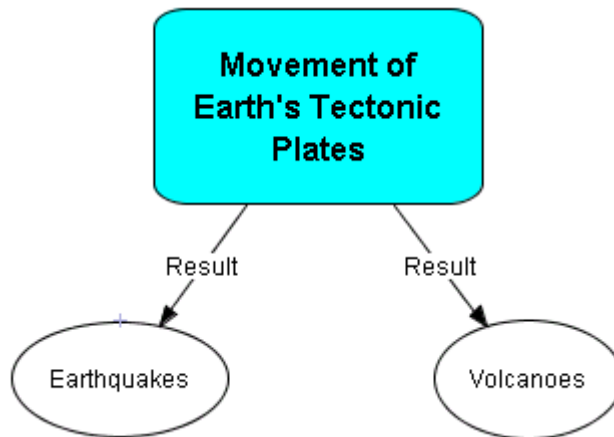 Movement of
Earth's Tectonic
Plates
Result
Result
Earthquakes
Volcanoes